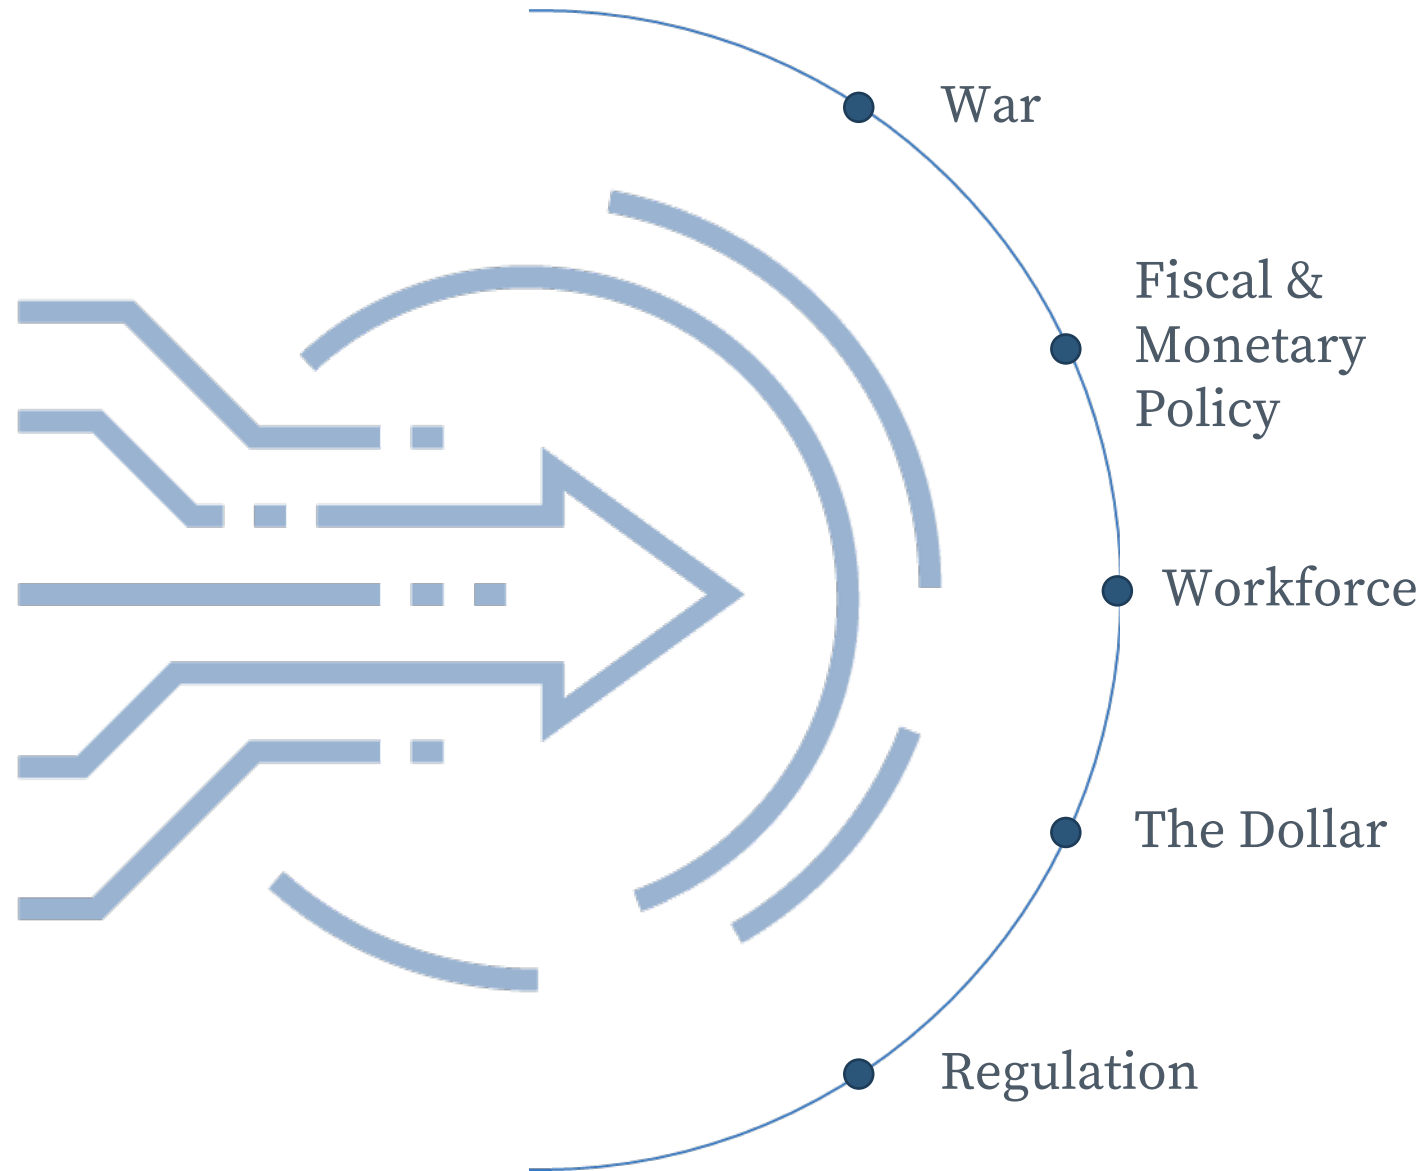 War
Fiscal &
Monetary
Policy
Workforce
The Dollar
Regulation